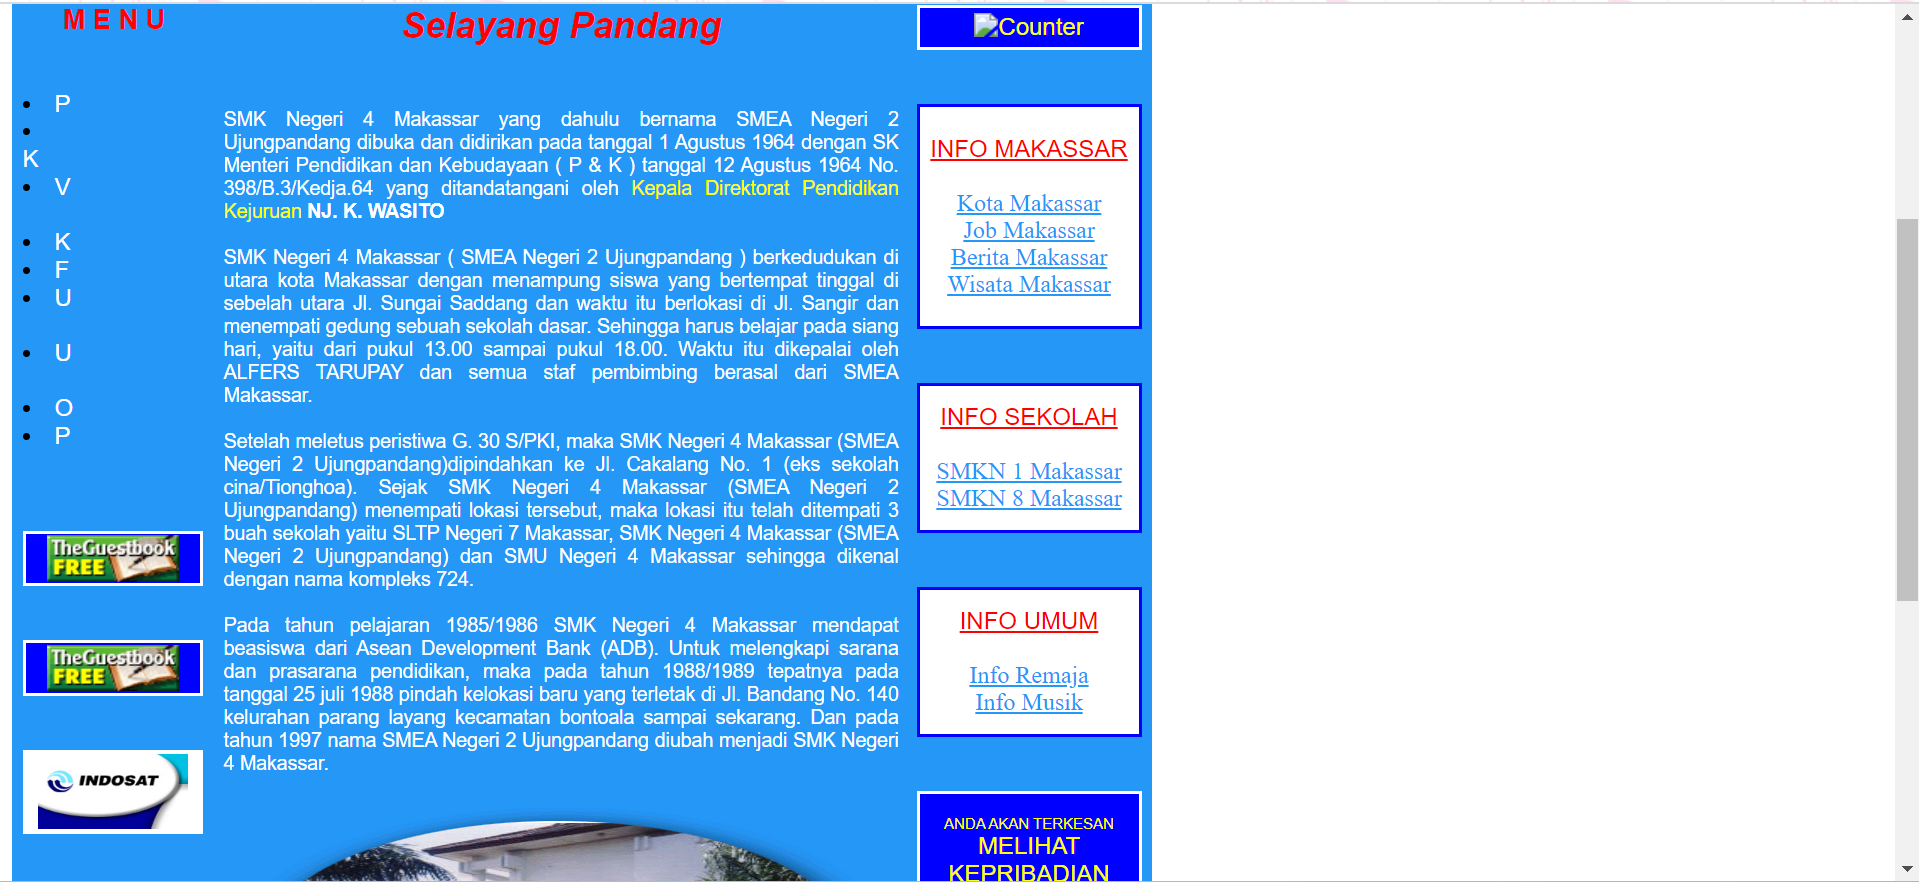 M E N U
P
K
V
K
F
U
U
O
P
TheGuestbook
FREE
TheGuestbook
FREE
INDOSAT
Selayang Pandang
SMK Negeri 4 Makassar yang dahulu bernama SMEA Negeri 2
Ujungpandang dibuka dan didirikan pada tanggal 1 Agustus 1964 dengan SK
Menteri Pendidikan dan Kebudayaan ( P & K ) tanggal 12 Agustus 1964 No.
398/B.3/Kedja.64 yang ditandatangani oleh Kepala Direktorat Pendidikan
Kejuruan NJ. K. WASITO
SMK Negeri 4 Makassar ( SMEA Negeri 2 Ujungpandang ) berkedudukan di
utara kota Makassar dengan menampung siswa yang bertempat tinggal di
sebelah utara Jl. Sungai Saddang dan waktu itu berlokasi di Jl. Sangir dan
menempati gedung sebuah sekolah dasar. Sehingga harus belajar pada siang
hari, yaitu dari pukul 13.00 sampai pukul 18.00. Waktu itu dikepalai oleh
ALFERS TARUPAY dan semua staf pembimbing berasal dari SMEA
Makassar.
Setelah meletus peristiwa G. 30 S/PKI, maka SMK Negeri 4 Makassar (SMEA
Negeri 2 Ujungpandang)dipindahkan ke Jl. Cakalang No. 1 (eks sekolah
cina/Tionghoa). Sejak SMK Negeri 4 Makassar (SMEA Negeri 2
Ujungpandang) menempati lokasi tersebut, maka lokasi itu telah ditempati 3
buah sekolah yaitu SLTP Negeri 7 Makassar, SMK Negeri 4 Makassar (SMEA
Negeri 2 Ujungpandang) dan SMU Negeri 4 Makassar sehingga dikenal
dengan nama kompleks 724.
Pada tahun pelajaran 1985/1986 SMK Negeri 4 Makassar mendapat
beasiswa dari Asean Development Bank (ADB). Untuk melengkapi sarana
dan prasarana pendidikan, maka pada tahun 1988/1989 tepatnya pada
tanggal 25 juli 1988 pindah kelokasi baru yang terletak di Jl. Bandang No. 140
kelurahan parang layang kecamatan bontoala sampai sekarang. Dan pada
tahun 1997 nama SMEA Negeri 2 Ujungpandang diubah menjadi SMK Negeri
4 Makassar.
Counter
INFO MAKASSAR
Kota Makassar
Job Makassar
Berita Makassar
Wisata Makassar
INFO SEKOLAH
SMKN 1 Makassar
SMKN 8 Makassar
INFO UMUM
Info Remaja
Info Musik
ANDA AKAN TERKESAN
MELIHAT
KEPRIBADIAN